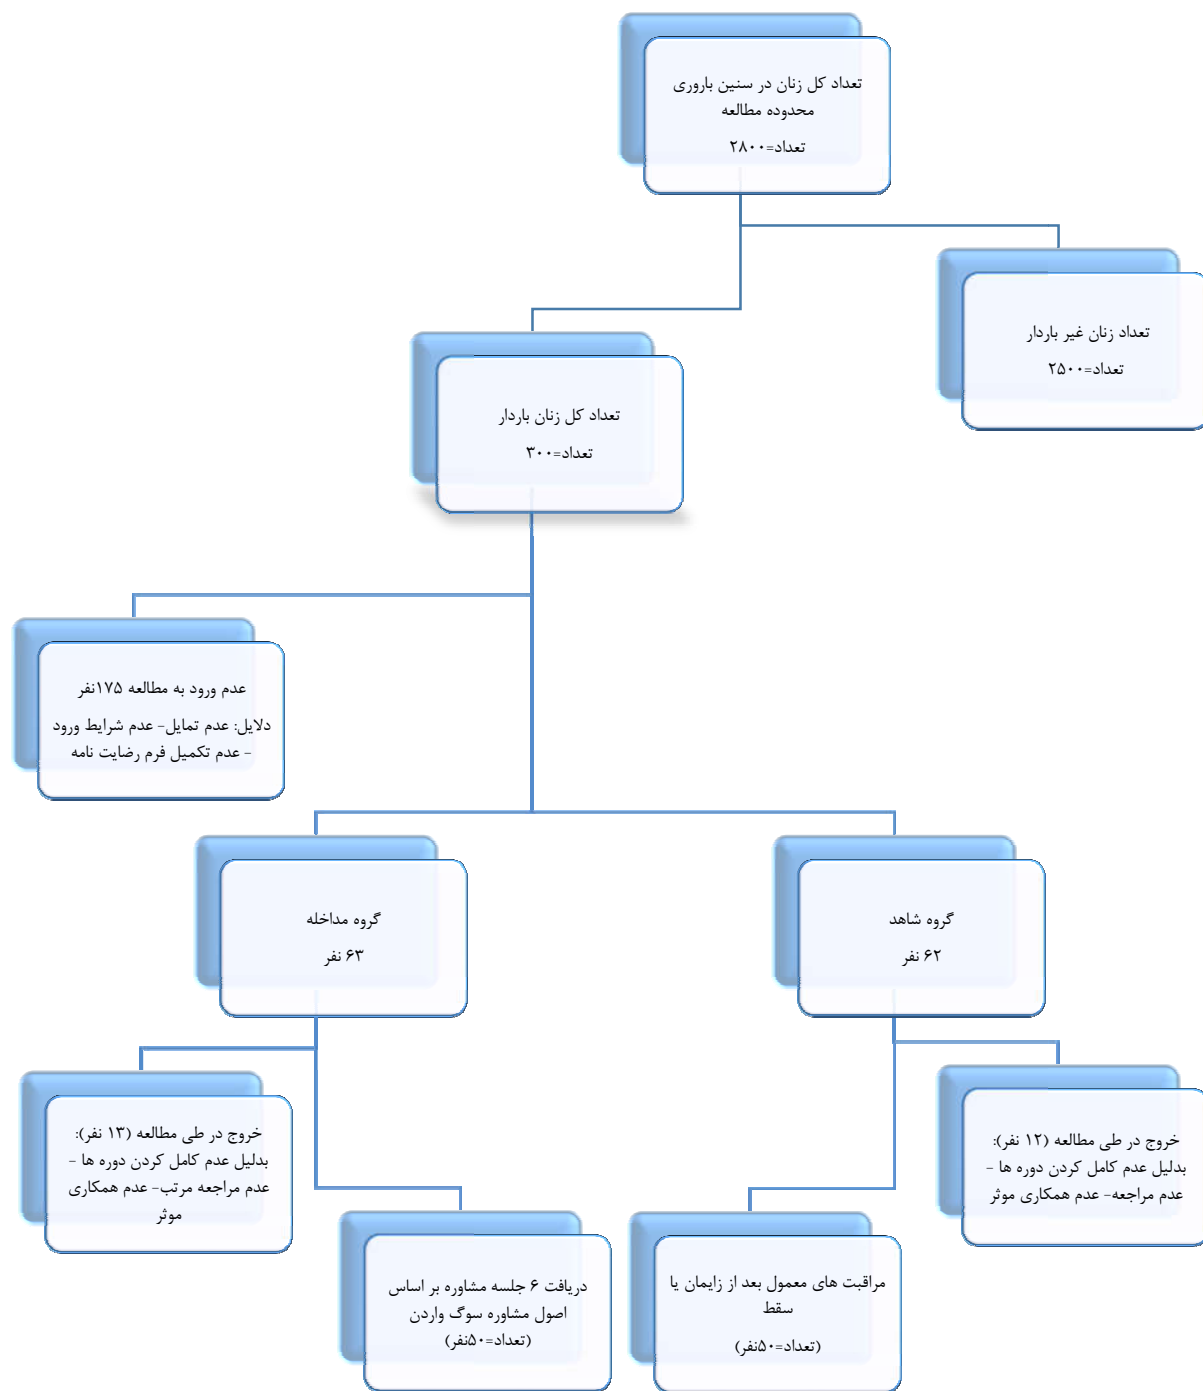 تعداد کل زنان در سنین باروری
محدوده مطالعه
تعداد=۲۸۰۰
تعداد زنان غیر باردار
تعداد=۲۵۰۰
تعداد کل زنان باردار
تعداد=۳۰۰
عدم ورود به مطالعه ۱۷۵نفر
دلایل: عدم تمایل- عدم شرایط ورود
- عدم تکمیل فرم رضایت نامه
گروه شاهد
۶۲ نفر
گروه مداخله
۶۳ نفر
خروج در طی مطالعه (۱۲ نفر):
بدلیل عدم کامل کردن دوره ها –
عدم مراجعه- عدم همکاری موثر
خروج در طی مطالعه (۱۳ نفر):
بدلیل عدم کامل کردن دوره ها –
عدم مراجعه مرتب- عدم همکاری
موثر
مراقبت های معمول بعد از زایمان یا
سقط
(تعداد=۵۰نفر)
دریافت ۶ جلسه مشاوره بر اساس
اصول مشاوره سوگ واردن
(تعداد=۵۰نفر)